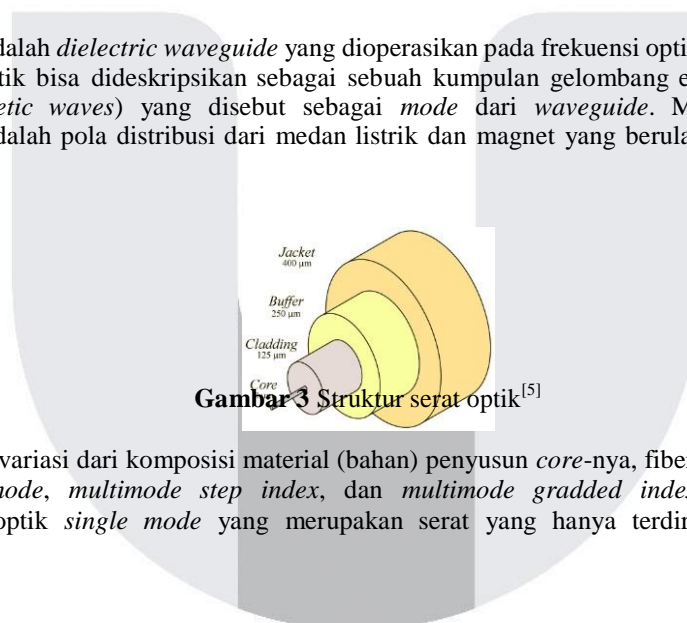 dalah dielectric waveguide yang dioperasikan pada frekuensi opti
tik bisa dideskripsikan sebagai sebuah kumpulan gelombang e
etic waves) yang disebut sebagai mode dari waveguide. M
dalah pola distribusi dari medan listrik dan magnet yang berula
Jacket
400 µm
Buffer
250 µm
Cladding
125 µm
Core
Gambar 3 Struktur serat optik[5]
variasi dari komposisi material (bahan) penyusun core-nya, fiber
mode, multimode step index, dan multimode gradded index
optik single mode yang merupakan serat yang hanya terdir